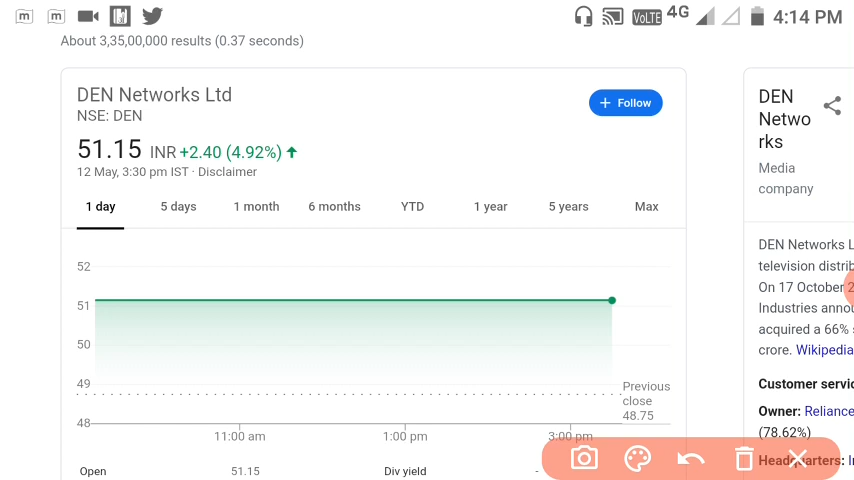 VoLTE 4G 4:14 PM
About 3,35,00,000 results (0.37 seconds)
DEN Networks Ltd
NSE: DEN
+ Follow
51.15 INR +2.40 (4.92%)
12 May, 3:30 pm IST · Disclaimer
1 day 5 days 1 month 6 months YTD 1 year 5 years Max
52
51
50
49
48
Previous
close
48.75
11:00 am 1:00 pm 3:00 pm
Open 51.15 Div yield -
DEN
Netwo
rks
Media
company
DEN Networks L
television distrib
On 17 October 2
Industries annou
acquired a 66%
crore. Wikipedia
Customer servic
Owner: Reliance
(78.62%)
Headquarters: